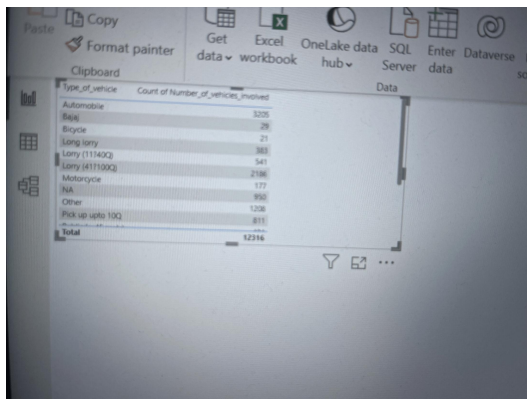 Paste
Copy
Format painter
Clipboard
Get data
Excel workbook
OneLake data hub
SQL Server
Enter data
Dataverse
Data
Type_of_vehicle Count of Number_of_vehicles_involved
Automobile 3205
Bajaj 29
Bicycle 21
Long lorry 383
Lorry (11?40Q) 541
Lorry (41?100Q) 2186
Motorcycle 177
NA 950
Other 1208
Pick up upto 10Q 811
Total 12316